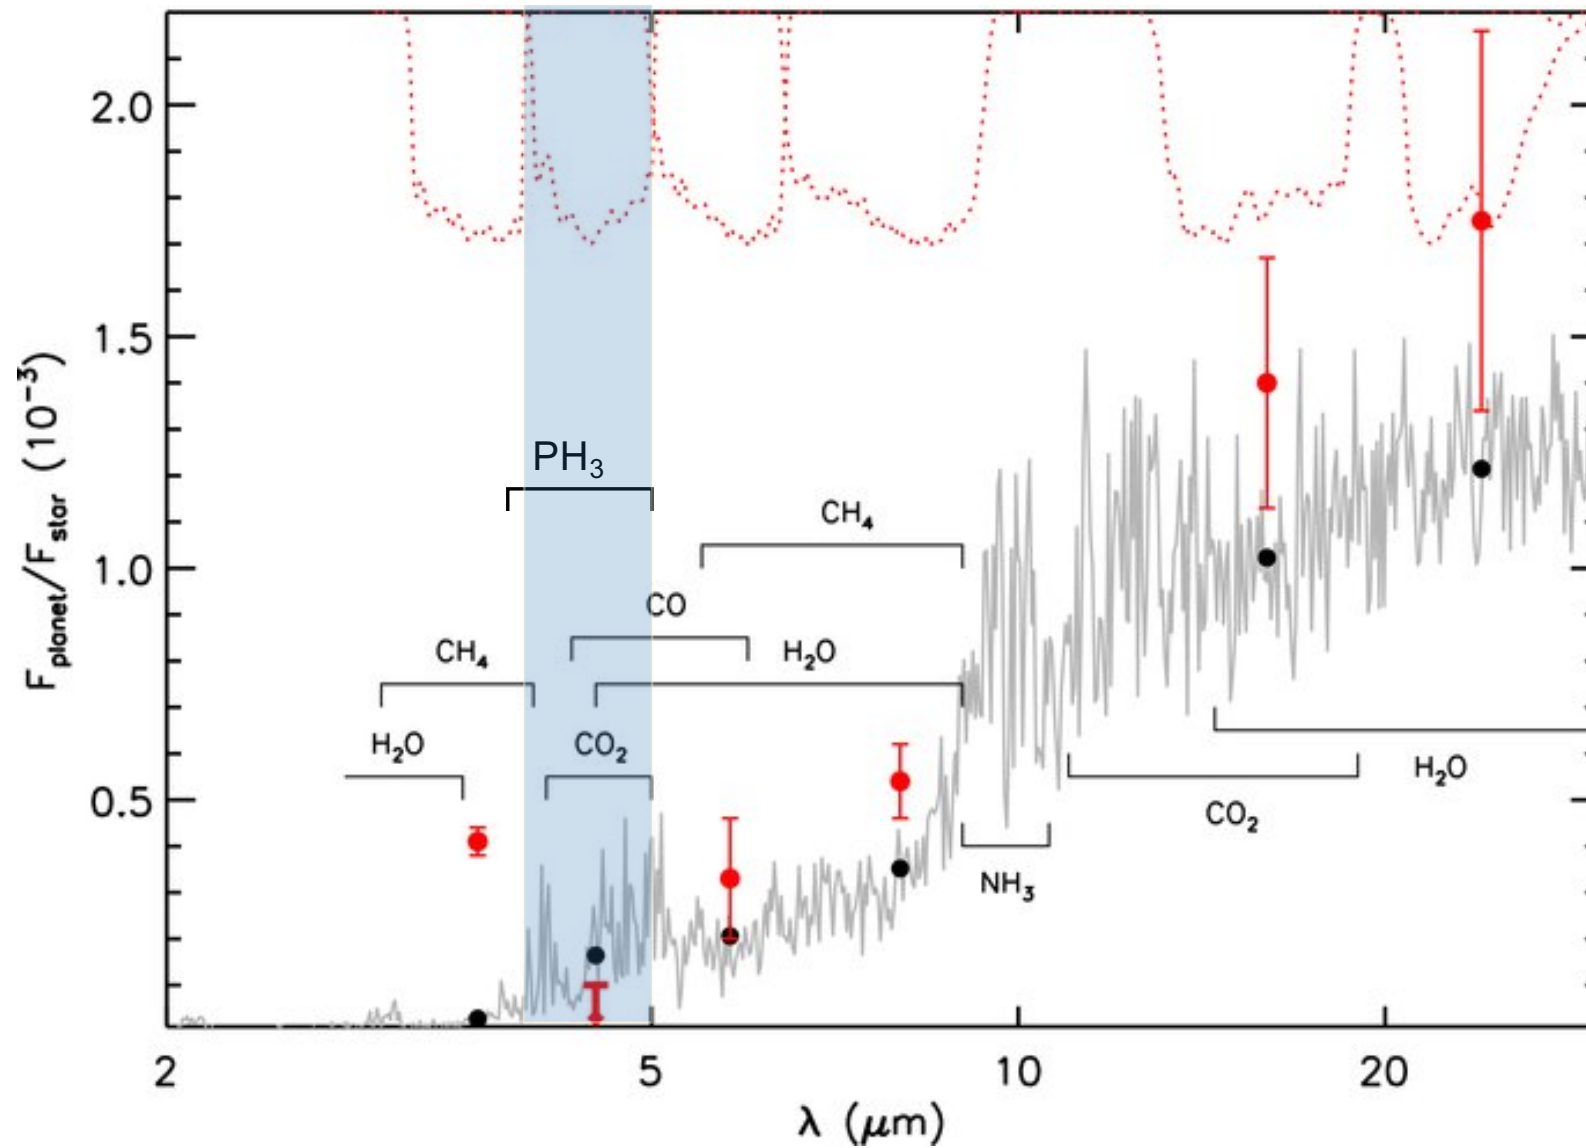 2.0
1.5
1.0
0.5
F_planet/F_star (10⁻³)
PH₃
CH₄
CO
CH₄
H₂O
H₂O
CO₂
H₂O
CO₂
NH₃
2
5
10
20
λ (μm)